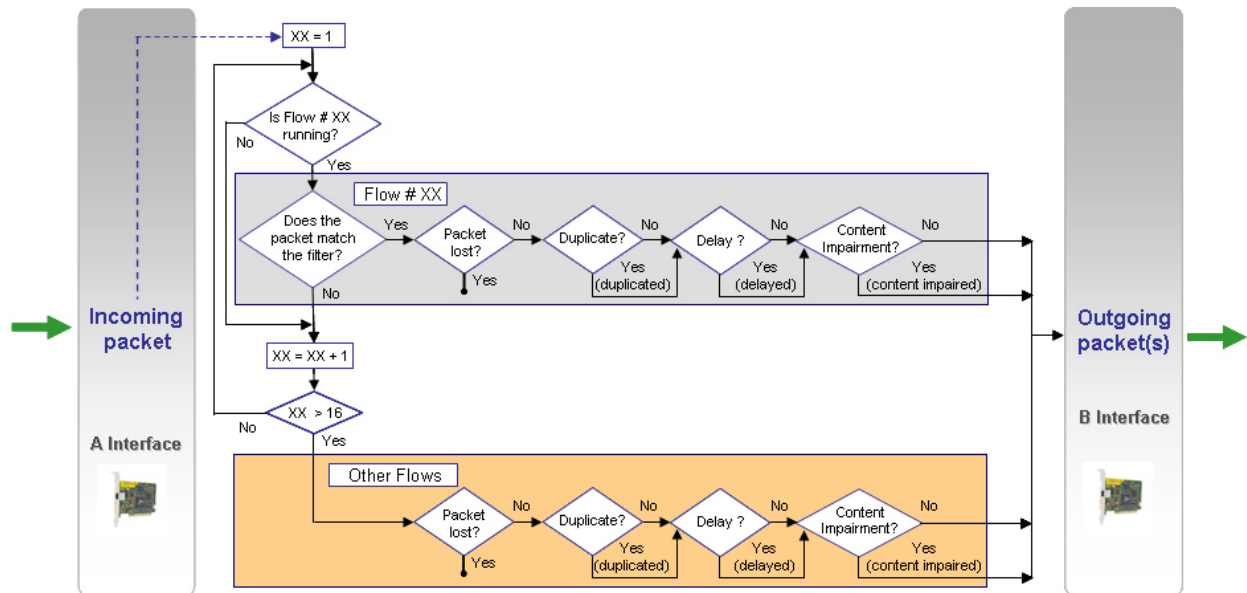 XX = 1
Is Flow # XX
running?
No
Yes
Flow # XX
Does the
packet match
the filter?
Yes
No
Packet
lost?
No
Yes
Duplicate?
No
Yes
(duplicated)
Delay ?
No
Yes
(delayed)
Content
Impairment?
No
Yes
(content impaired)
Incoming
packet
A Interface
XX = XX + 1
XX > 16
No
Yes
Other Flows
Packet
lost?
No
Yes
Duplicate?
No
Yes
(duplicated)
Delay ?
No
Yes
(delayed)
Content
Impairment?
No
Yes
(content impaired)
Outgoing
packet(s)
B Interface